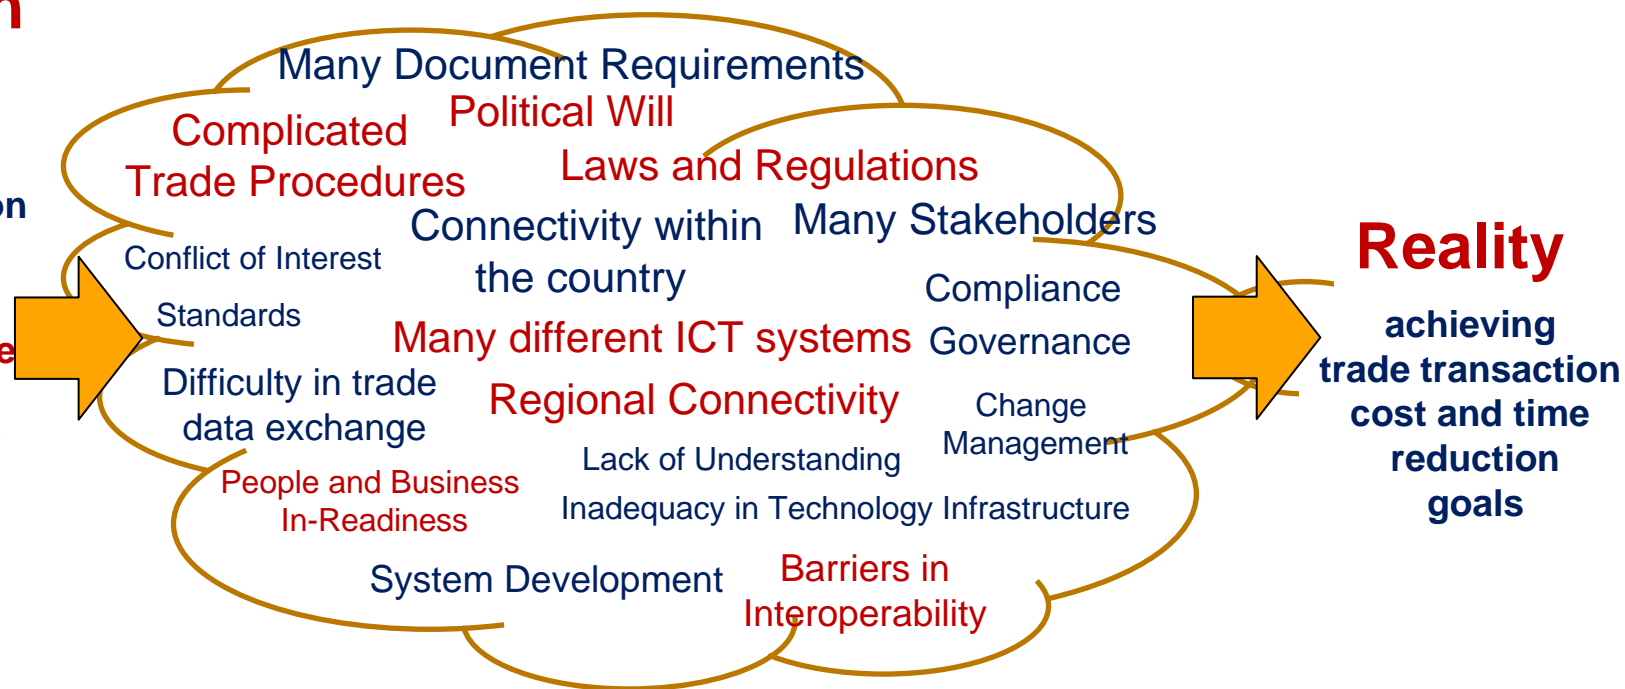 Many Document Requirements
Political Will
Complicated
Trade Procedures
Laws and Regulations
Connectivity within
the country
Many Stakeholders
Conflict of Interest
Standards
Compliance
Governance
Many different ICT systems
Difficulty in trade
data exchange
Regional Connectivity
Change
Management
Lack of Understanding
People and Business
In-Readiness
Inadequacy in Technology Infrastructure
System Development
Barriers in
Interoperability
Reality
achieving
trade transaction
cost and time
reduction
goals